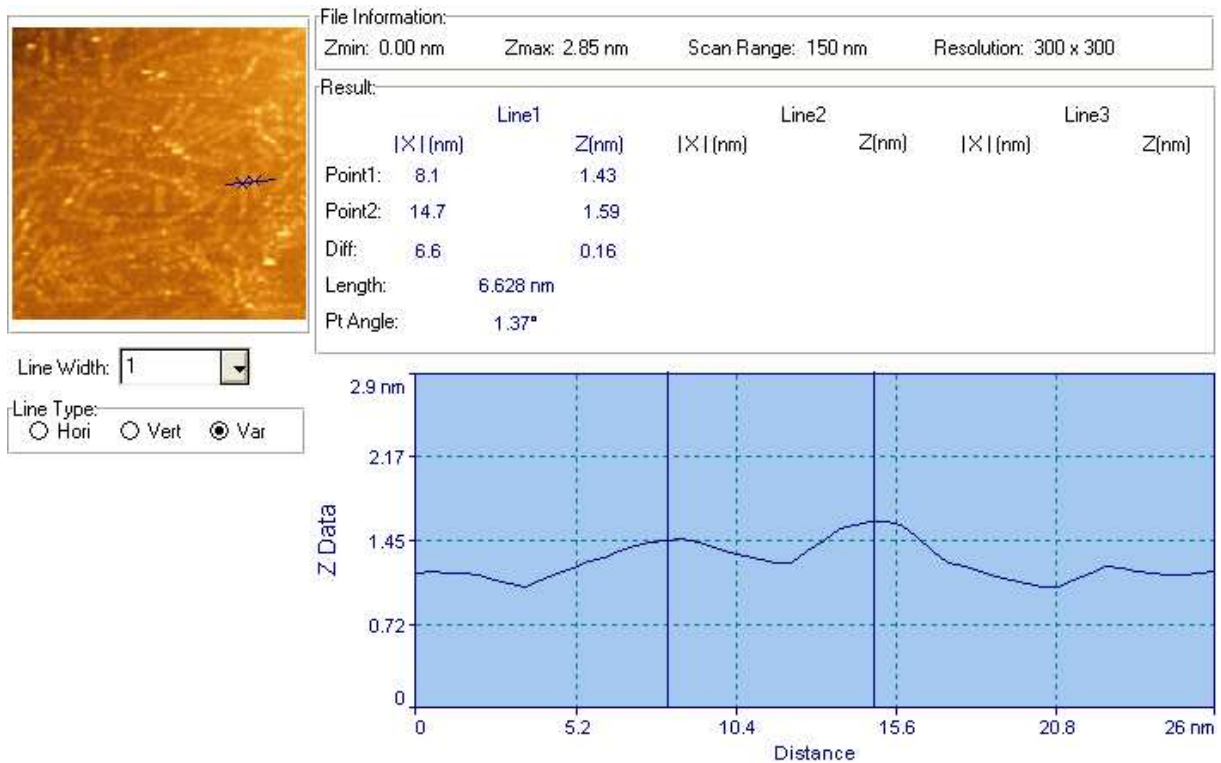 File Information:
Zmin: 0.00 nm Zmax: 2.85 nm Scan Range: 150 nm Resolution: 300 x 300
Result:
Line1 Line2 Line3
|X|(nm) Z(nm) |X|(nm) Z(nm) |X|(nm) Z(nm)
Point1: 8.1 1.43
Point2: 14.7 1.59
Diff: 6.6 0.16
Length: 6.628 nm
Pt Angle: 1.37°
Line Width: 1
Line Type:
Hori Vert Var
2.9 nm
2.17
1.45
0.72
0
Z Data
0 5.2 10.4 15.6 20.8 26 nm
Distance